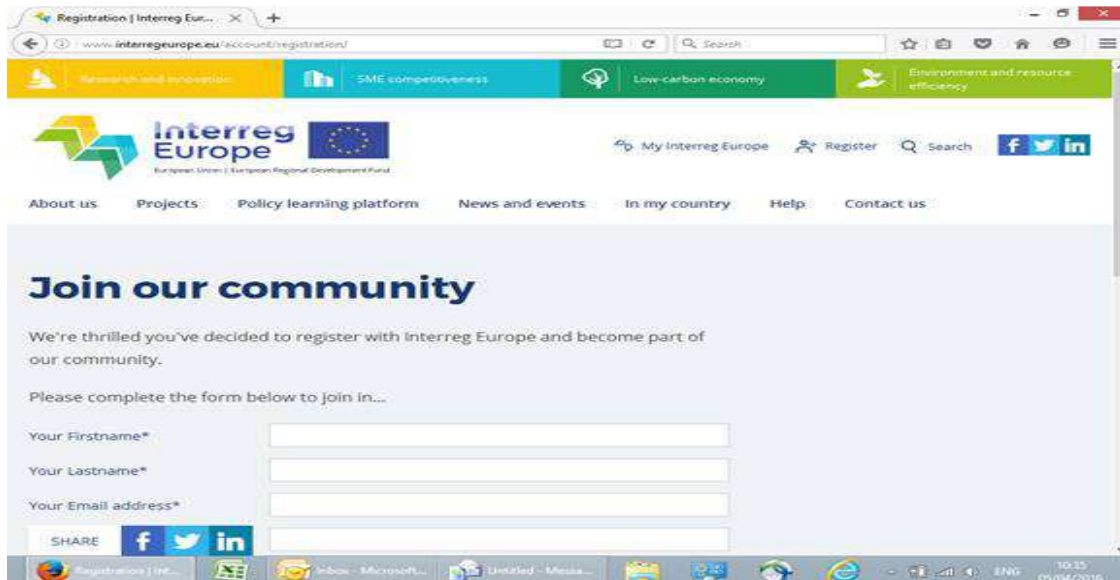 Registration | Interreg Eur...
www.interregeurope.eu/account/registration/
Search
Research and innovation
SME competitiveness
Low-carbon economy
Environment and resource
efficiency
Interreg
Europe
European Union | European Regional Development Fund
My Interreg Europe
Register
Search
About us
Projects
Policy learning platform
News and events
In my country
Help
Contact us
Join our community
We're thrilled you've decided to register with Interreg Europe and become part of
our community.
Please complete the form below to join in...
Your Firstname*
Your Lastname*
Your Email address*
SHARE
Registration | Int...
Inbox - Microsoft...
Untitled - Messa...
ENG
10:35